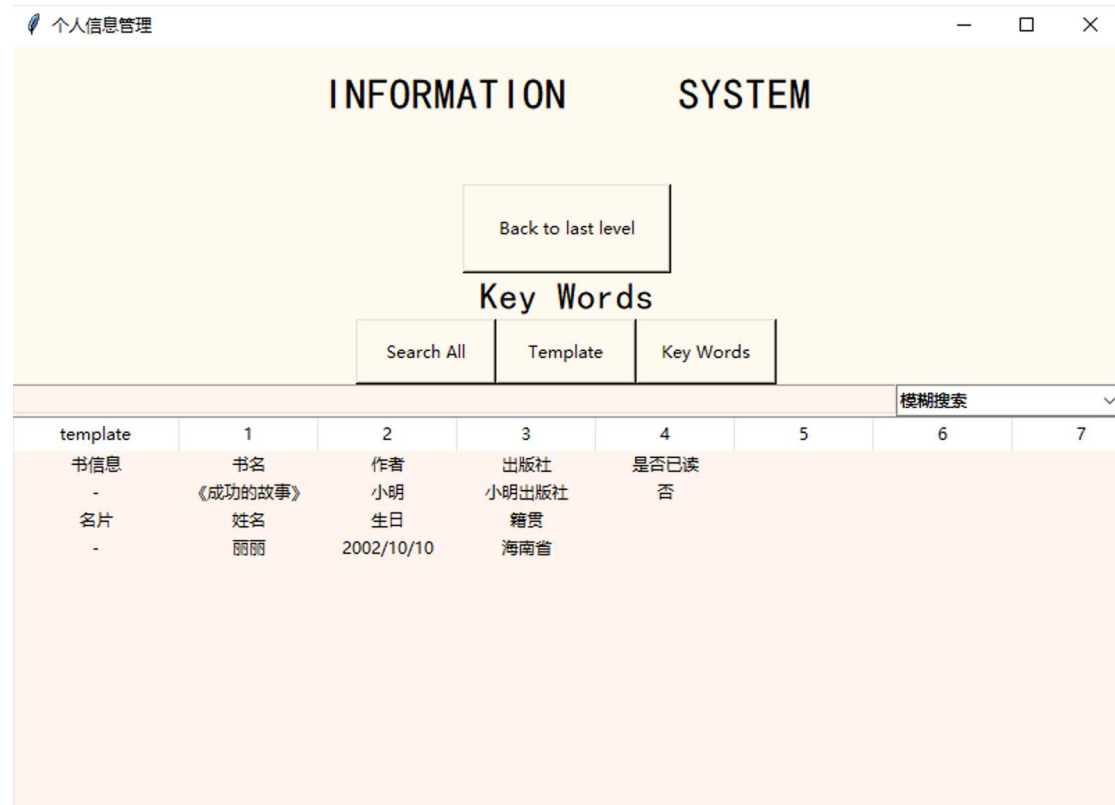 个人信息管理
INFORMATION SYSTEM
Back to last level
Key Words
Search All Template Key Words
模糊搜索
template 1 2 3 4 5 6 7
书信息 书名 作者 出版社 是否已读
- 《成功的故事》 小明 小明出版社 否
名片 姓名 生日 籍贯
- 丽丽 2002/10/10 海南省